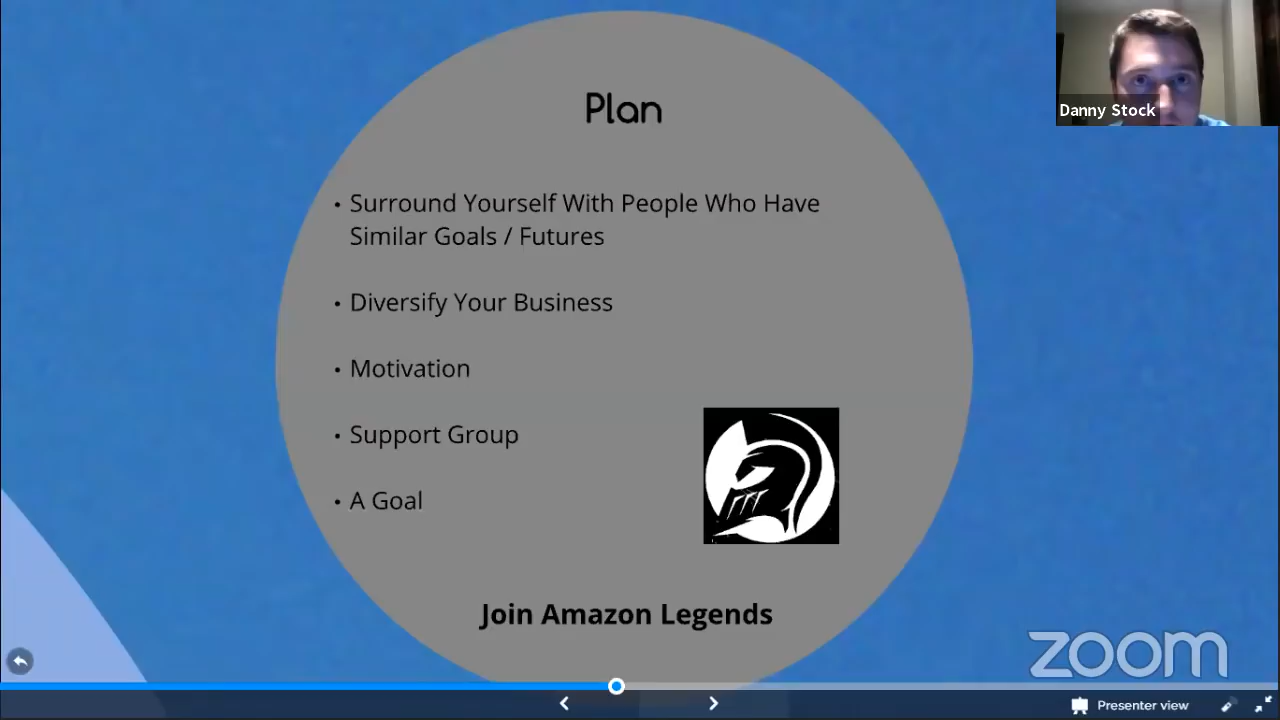 Plan
Danny Stock
• Surround Yourself With People Who Have
Similar Goals / Futures
• Diversify Your Business
• Motivation
• Support Group
• A Goal
Join Amazon Legends
zoom
Presenter view